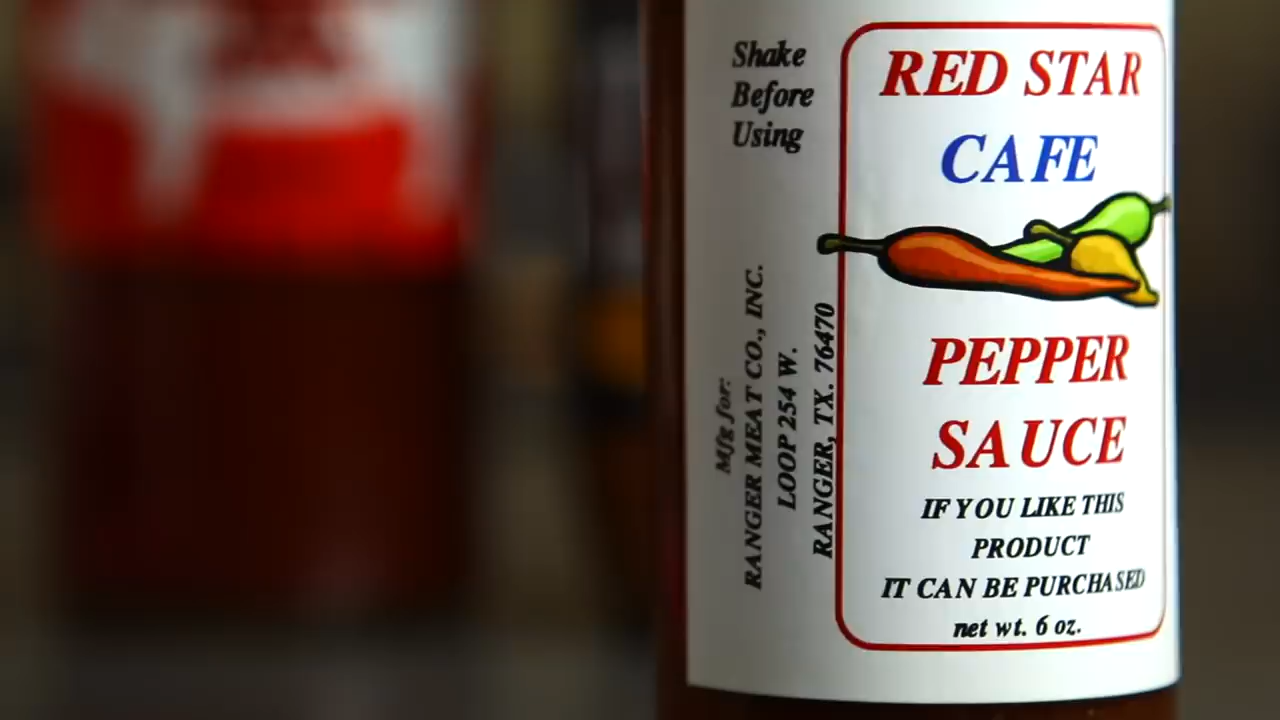 Shake
Before
Using
Mfg for:
RANGER MEAT CO., INC.
LOOP 254 W.
RANGER, TX. 76470
RED STAR
CAFE
PEPPER
SAUCE
IF YOU LIKE THIS
PRODUCT
IT CAN BE PURCHASED
net wt. 6 oz.